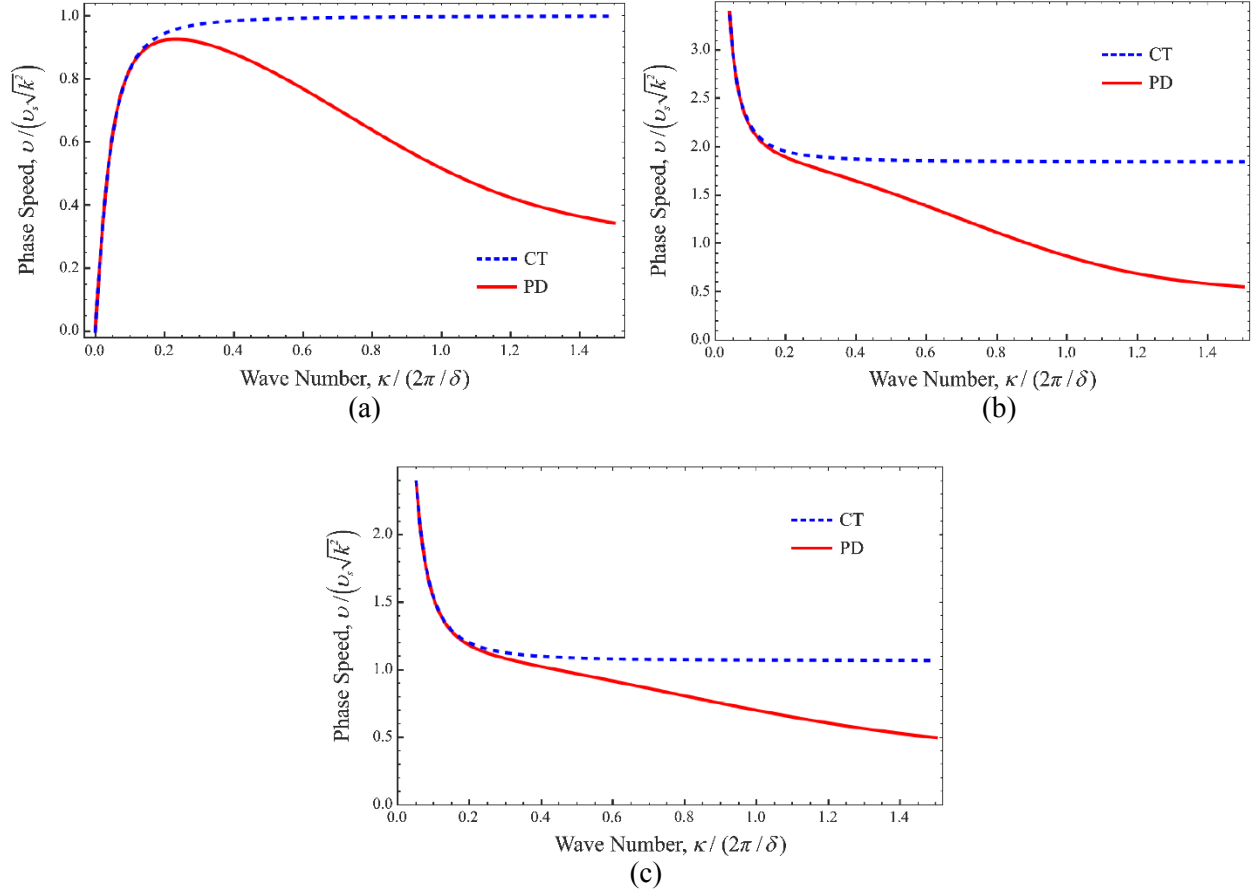 1.0
0.8
0.6
0.4
0.2
0.0
Phase Speed, υ/(υₛ√k²)
CT
PD
0.0 0.2 0.4 0.6 0.8 1.0 1.2 1.4
Wave Number, κ/(2π/δ)
(a)
3.0
2.5
2.0
1.5
1.0
0.5
0.0
Phase Speed, υ/(υₛ√k²)
CT
PD
0.0 0.2 0.4 0.6 0.8 1.0 1.2 1.4
Wave Number, κ/(2π/δ)
(b)
2.0
1.5
1.0
0.5
0.0
Phase Speed, υ/(υₛ√k²)
CT
PD
0.0 0.2 0.4 0.6 0.8 1.0 1.2 1.4
Wave Number, κ/(2π/δ)
(c)